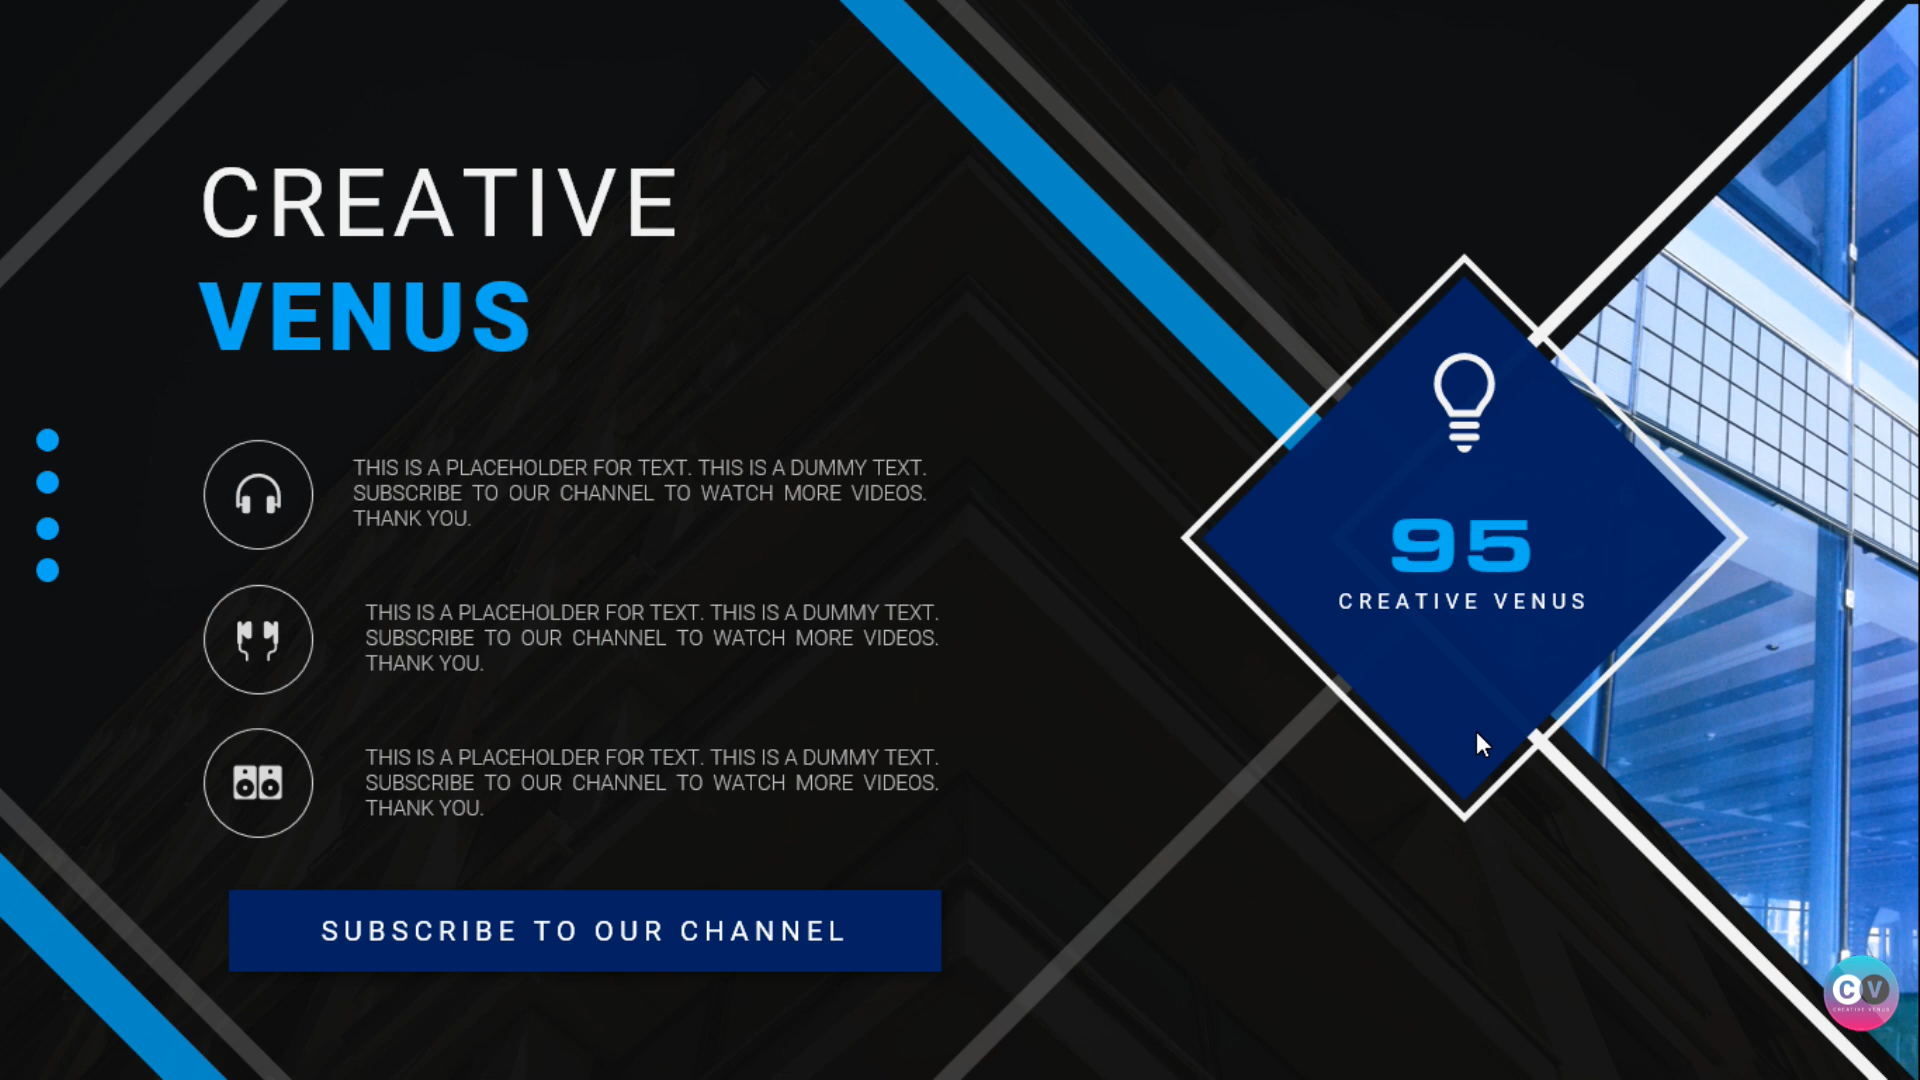 CREATIVE
VENUS
THIS IS A PLACEHOLDER FOR TEXT. THIS IS A DUMMY TEXT.
SUBSCRIBE TO OUR CHANNEL TO WATCH MORE VIDEOS.
THANK YOU.
THIS IS A PLACEHOLDER FOR TEXT. THIS IS A DUMMY TEXT.
SUBSCRIBE TO OUR CHANNEL TO WATCH MORE VIDEOS.
THANK YOU.
THIS IS A PLACEHOLDER FOR TEXT. THIS IS A DUMMY TEXT.
SUBSCRIBE TO OUR CHANNEL TO WATCH MORE VIDEOS.
THANK YOU.
SUBSCRIBE TO OUR CHANNEL
95
CREATIVE VENUS
CV
CREATIVE VENUS